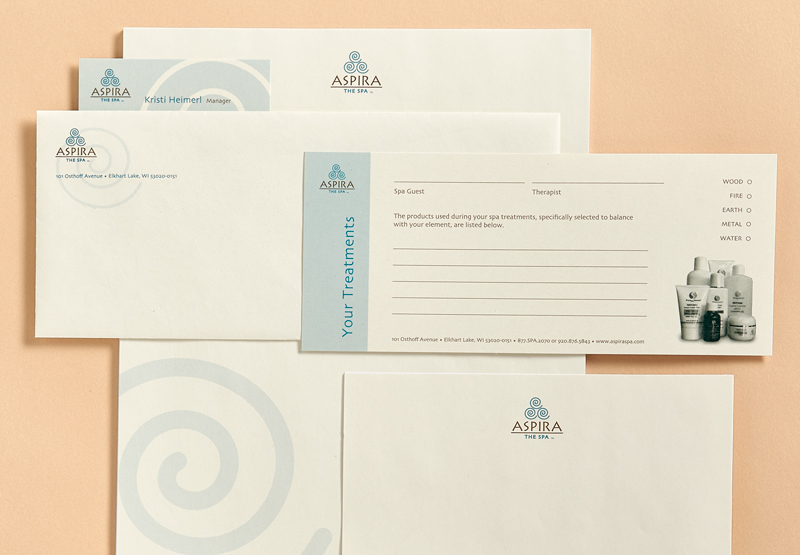 ASPIRA
THE SPA
ASPIRA
THE SPA
Kristi Heimerl Manager
ASPIRA
THE SPA
101 Osthoff Avenue • Elkhart Lake, WI 53020-0151
ASPIRA
THE SPA
Your Treatments
Spa Guest
Therapist
The products used during your spa treatments, specifically selected to balance
with your element, are listed below.
WOOD
FIRE
EARTH
METAL
WATER
101 Osthoff Avenue • Elkhart Lake, WI 53020-0151 • 877.SPA.2070 or 920.876.5843 • www.aspiraspa.com
ASPIRA
THE SPA